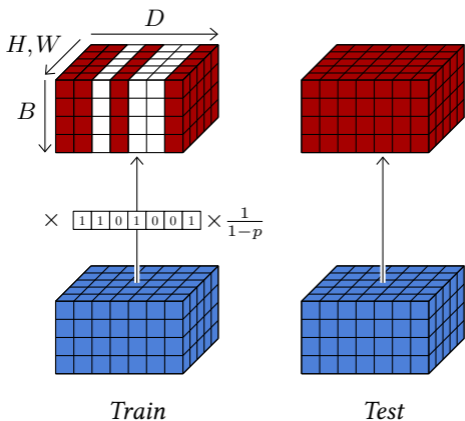 D
H, W
B
× 1 1 0 1 0 0 1 × 1/(1−p)
Train Test